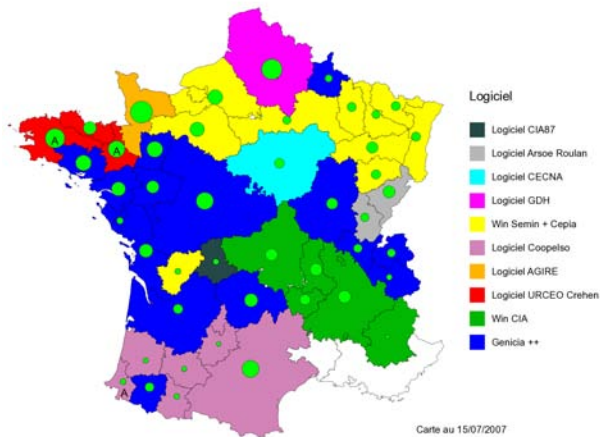 Logiciel
Logiciel CIA87
Logiciel Arsoe Roulan
Logiciel CECNA
Logiciel GDH
Win Semin + Cepia
Logiciel Coopelso
Logiciel AGIRE
Logiciel URCEO Crehen
Win CIA
Genicia ++
A
A
A
Carte au 15/07/2007